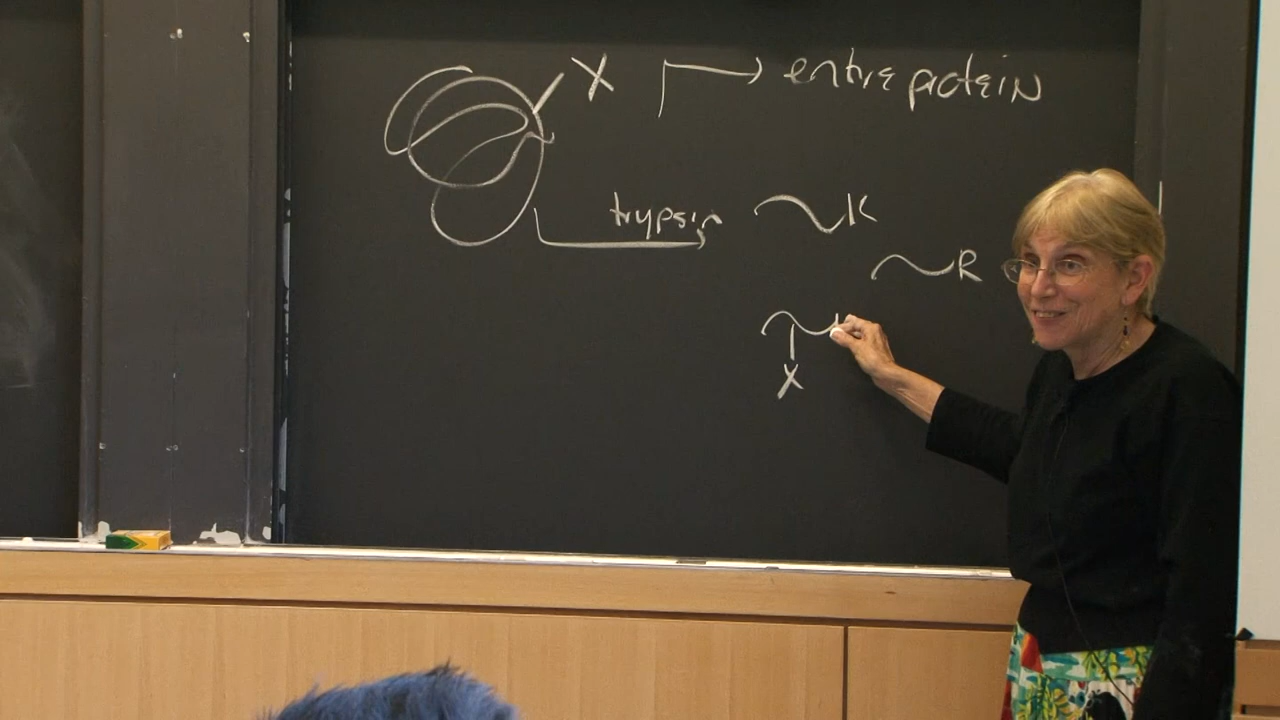 X entire protein
trypsin K
R
X